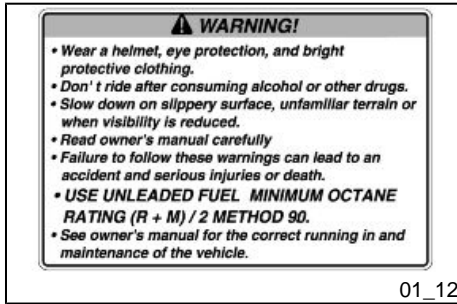 WARNING!
• Wear a helmet, eye protection, and bright
protective clothing.
• Don' t ride after consuming alcohol or other drugs.
• Slow down on slippery surface, unfamiliar terrain or
when visibility is reduced.
• Read owner's manual carefully
• Failure to follow these warnings can lead to an
accident and serious injuries or death.
• USE UNLEADED FUEL MINIMUM OCTANE
RATING (R + M) / 2 METHOD 90.
• See owner's manual for the correct running in and
maintenance of the vehicle.
01_12